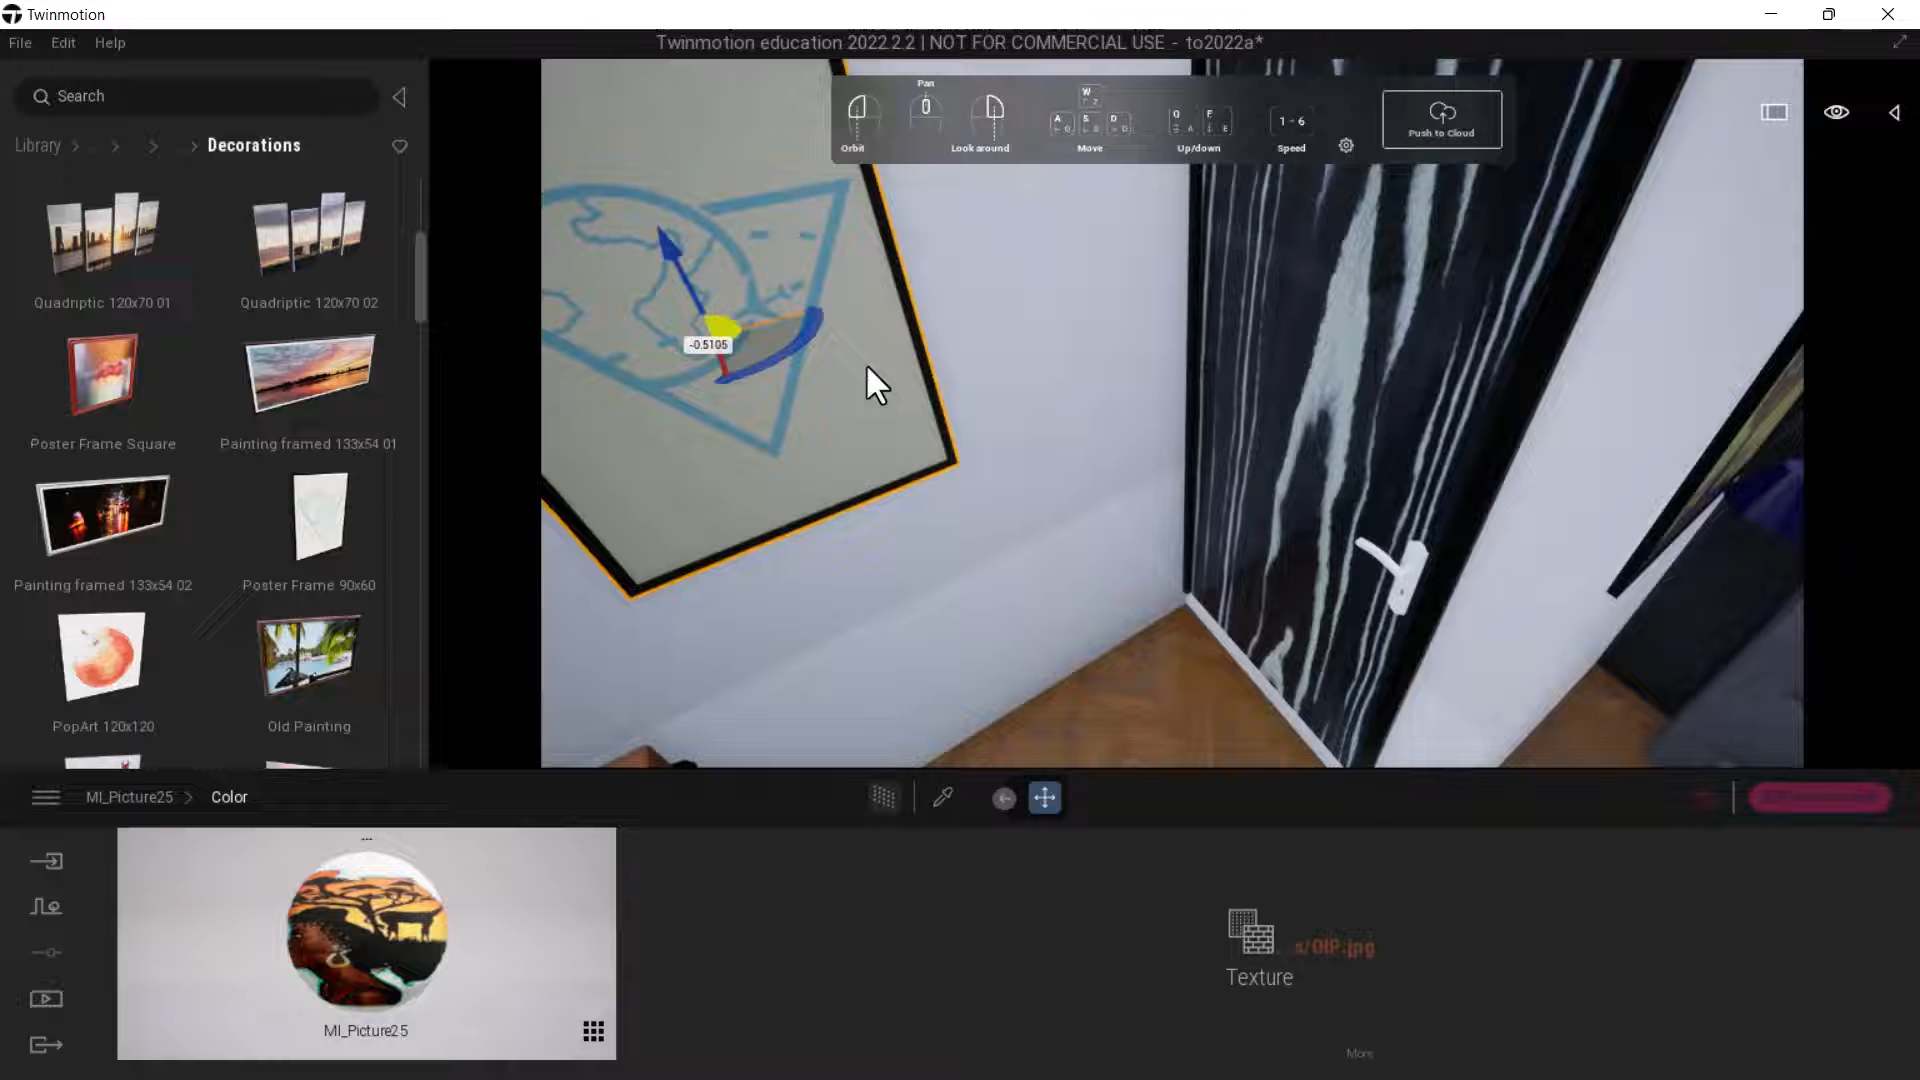 Twinmotion
File Edit Help
Twinmotion education 2022.2.2 | NOT FOR COMMERCIAL USE - to2022a*
Search
Library > > > > Decorations
Quadriptic 120x70 01
Quadriptic 120x70 02
Poster Frame Square
Painting framed 133x54 01
Painting framed 133x54 02
Poster Frame 90x60
PopArt 120x120
Old Painting
Pan
Orbit
Look around
W
A S D
Move
Up/down
1 - 6
Speed
Push to Cloud
-0.5105
MI_Picture25 > Color
...
MI_Picture25
s/OIP.jpg
Texture
More